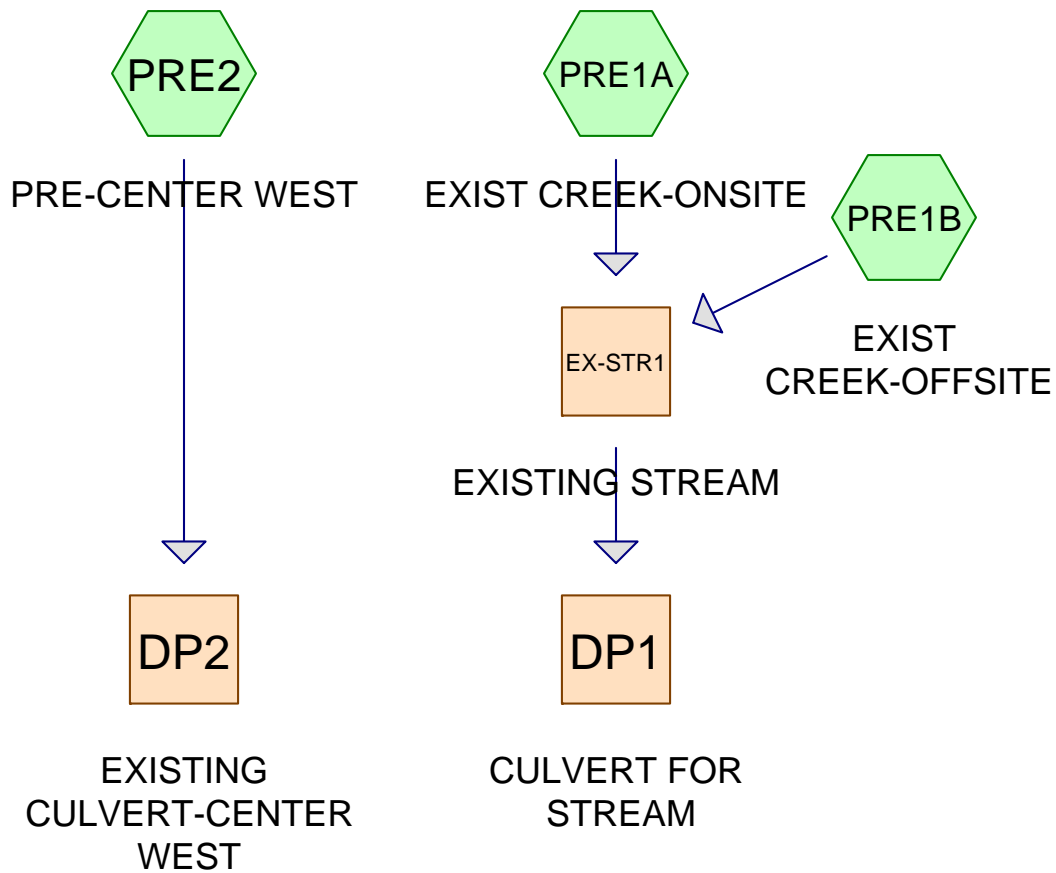 PRE2
PRE1A
PRE-CENTER WEST
EXIST CREEK-ONSITE
PRE1B
EXIST
CREEK-OFFSITE
EX-STR1
EXISTING STREAM
DP2
DP1
EXISTING
CULVERT-CENTER
WEST
CULVERT FOR
STREAM